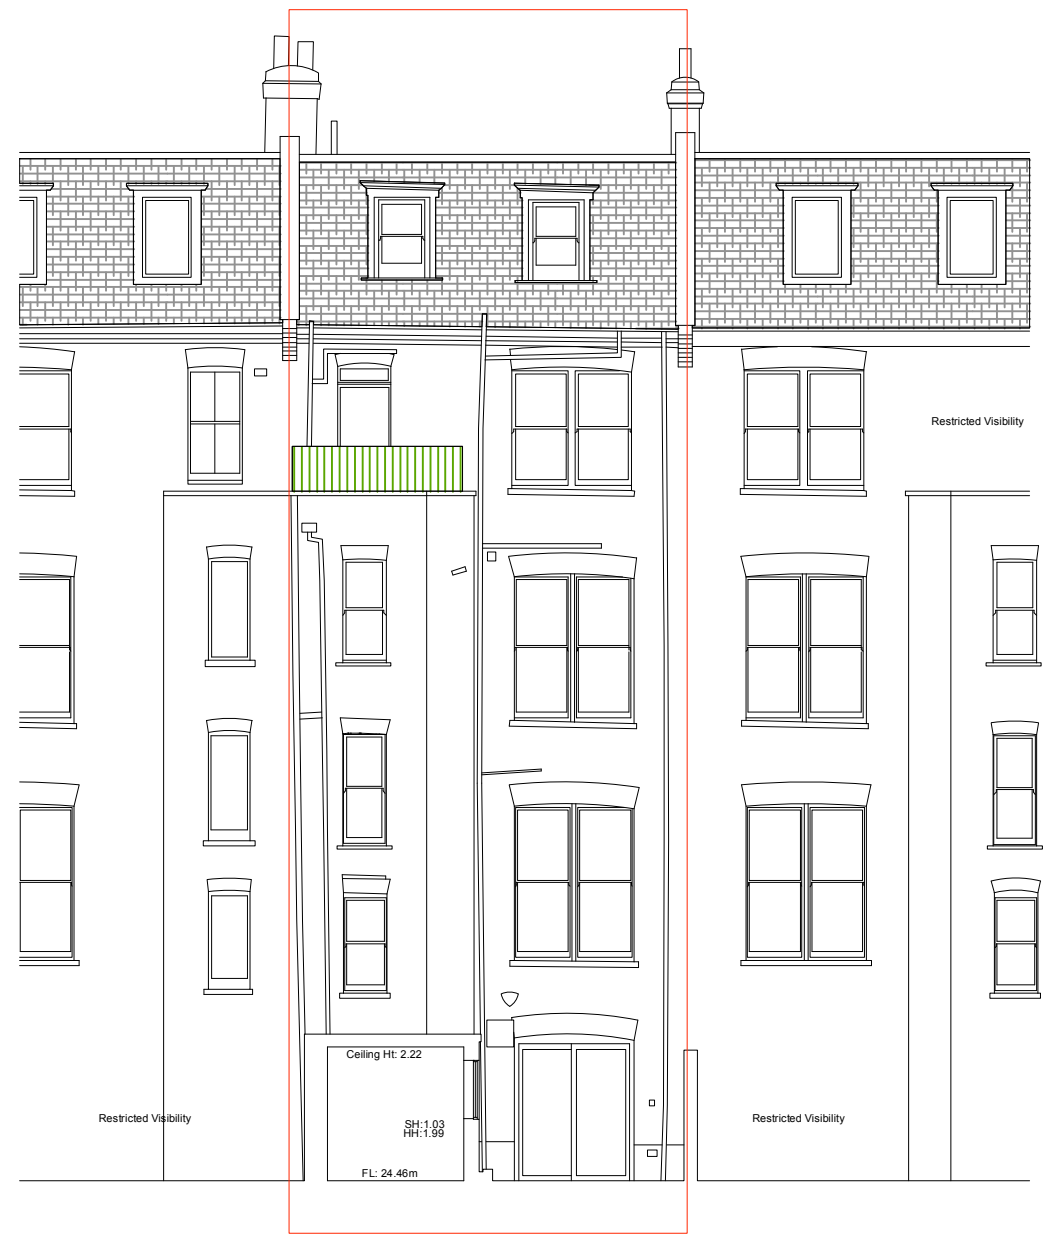 Restricted Visibility
Ceiling Ht: 2.22
Restricted Visibility
Restricted Visibility
SH:1.03
HH:1.99
FL: 24.46m